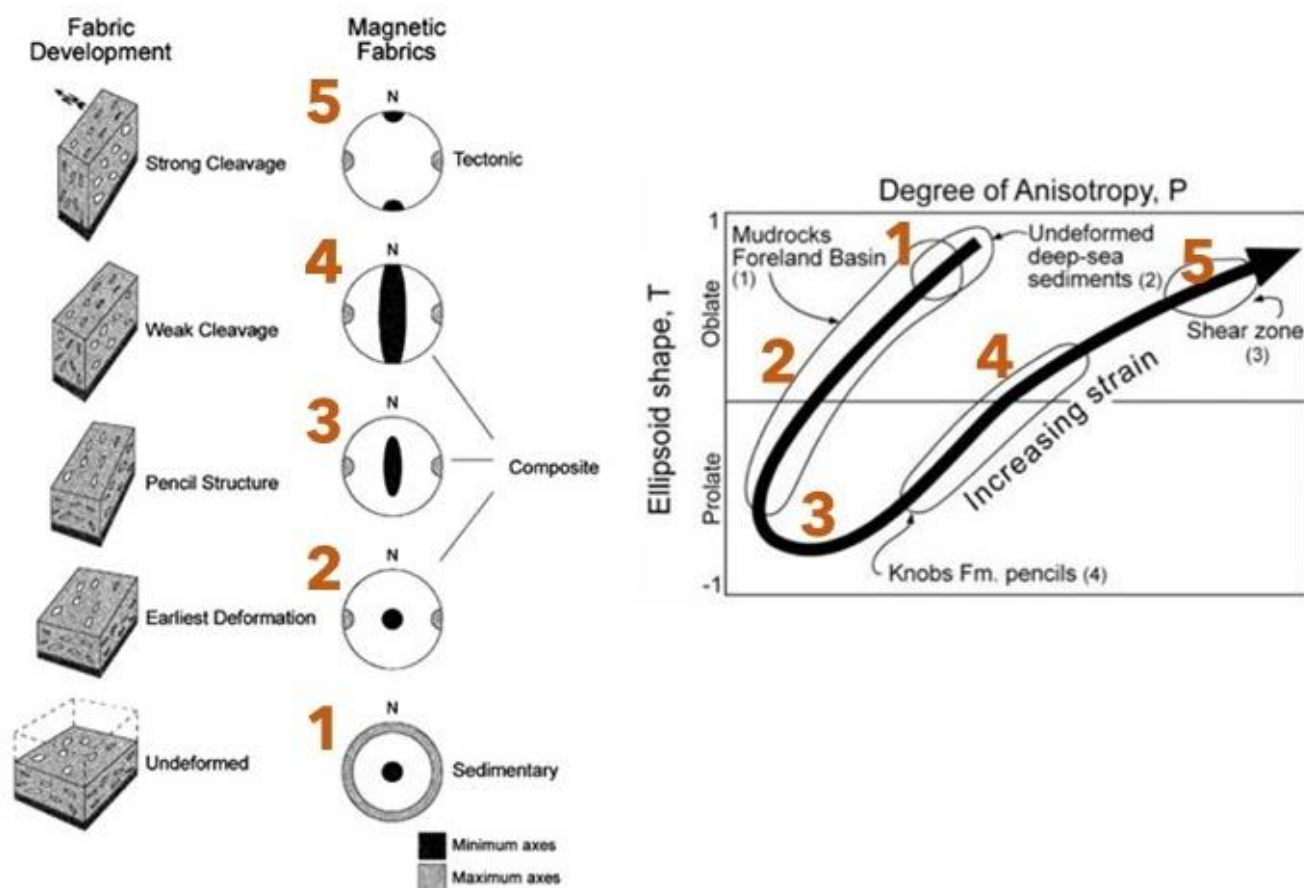 Fabric
Development
Magnetic
Fabrics
5
N
Strong Cleavage
Tectonic
4
N
Weak Cleavage
3
N
Pencil Structure
Composite
2
N
Earliest Deformation
1
N
Undeformed
Sedimentary
Minimum axes
Maximum axes
Degree of Anisotropy, P
Ellipsoid shape, T
1
Oblate
Prolate
-1
Mudrocks
Foreland Basin
(1)
1
Undeformed
deep-sea
sediments (2)
5
Shear zone
(3)
2
4
Increasing strain
3
Knobs Fm. pencils (4)